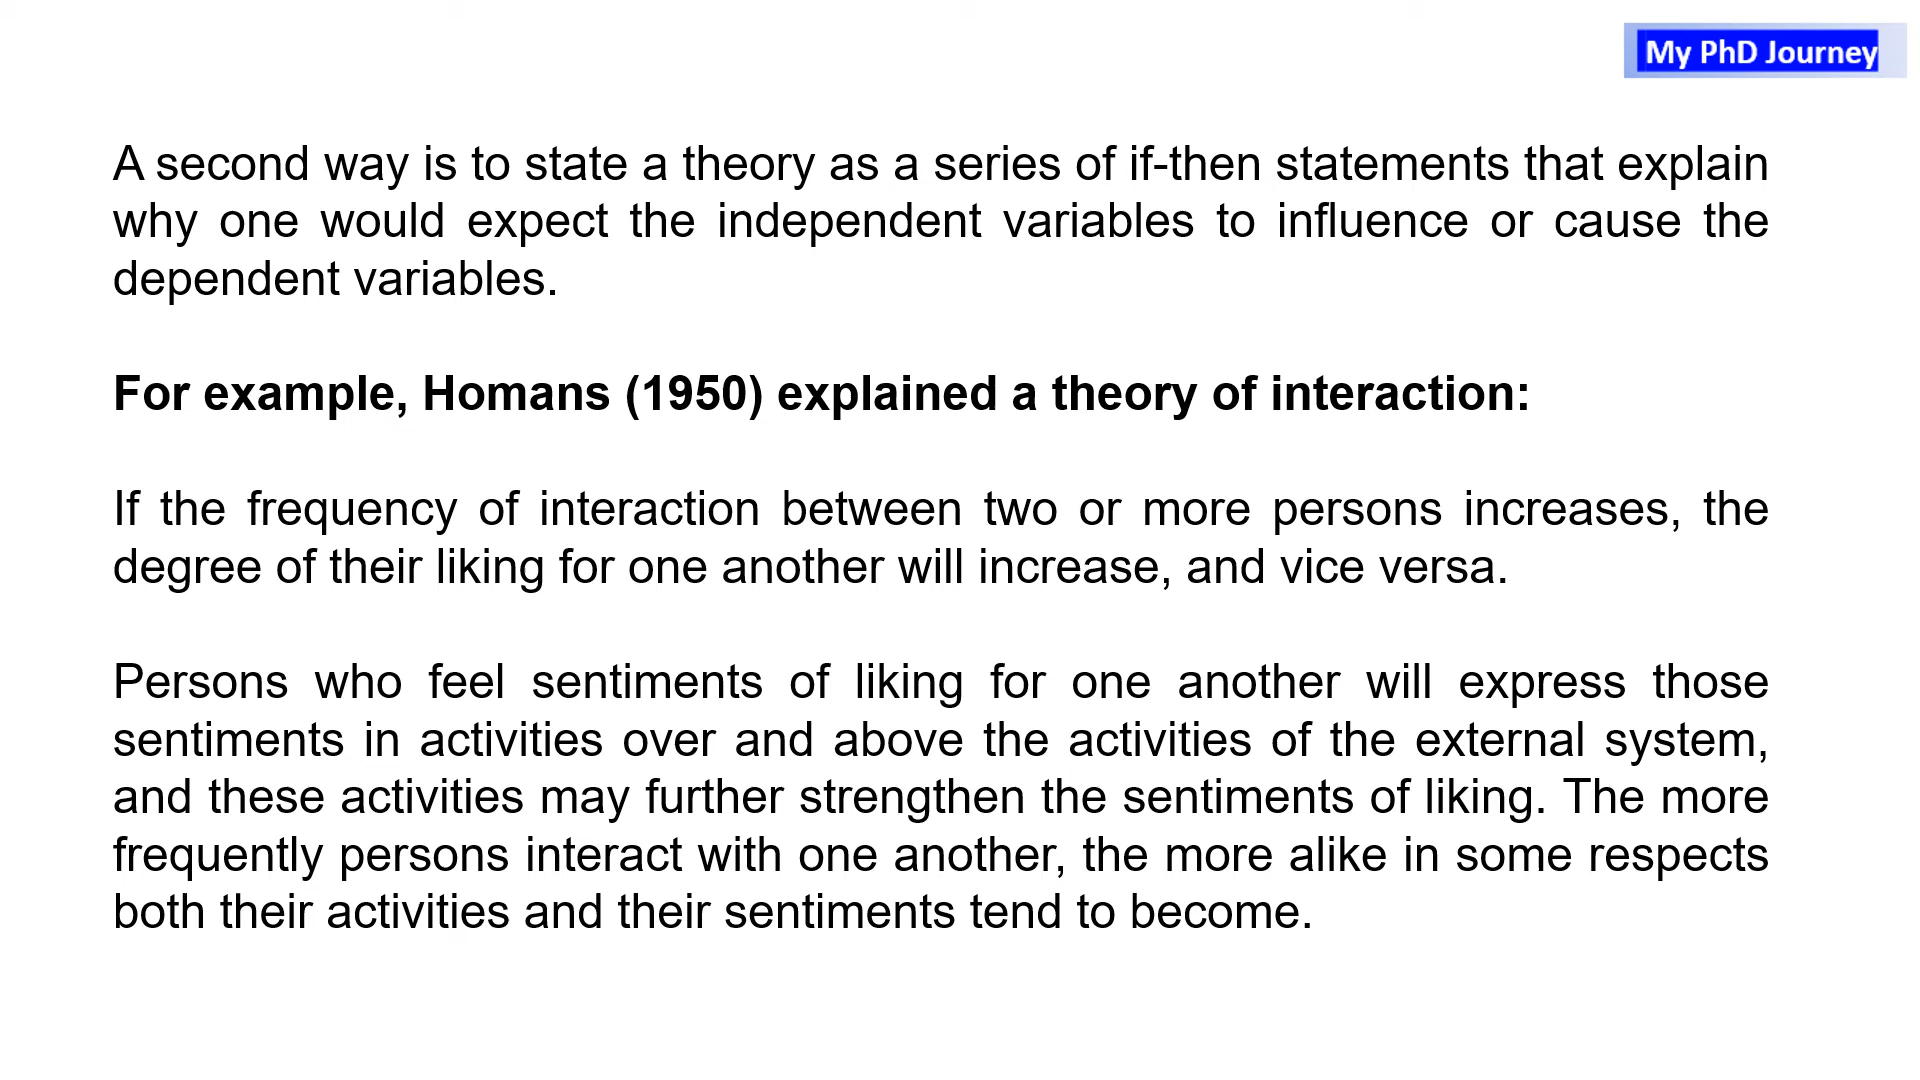 My PhD Journey
A second way is to state a theory as a series of if-then statements that explain
why one would expect the independent variables to influence or cause the
dependent variables.
For example, Homans (1950) explained a theory of interaction:
If the frequency of interaction between two or more persons increases, the
degree of their liking for one another will increase, and vice versa.
Persons who feel sentiments of liking for one another will express those
sentiments in activities over and above the activities of the external system,
and these activities may further strengthen the sentiments of liking. The more
frequently persons interact with one another, the more alike in some respects
both their activities and their sentiments tend to become.